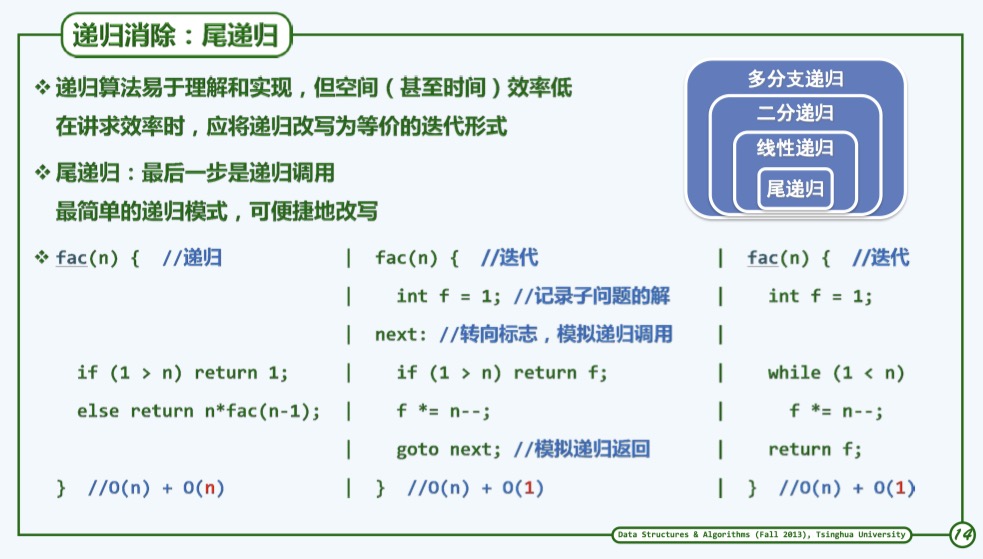 递归消除：尾递归
❖ 递归算法易于理解和实现，但空间（甚至时间）效率低
在讲求效率时，应将递归改写为等价的迭代形式
❖ 尾递归：最后一步是递归调用
最简单的递归模式，可便捷地改写
多分支递归
二分递归
线性递归
尾递归
❖ fac(n) { //递归 | fac(n) { //迭代 | fac(n) { //迭代
| int f = 1; //记录子问题的解 | int f = 1;
| next: //转向标志，模拟递归调用 |
if (1 > n) return 1; | if (1 > n) return f; | while (1 < n)
else return n*fac(n-1); | f *= n--; | f *= n--;
| goto next; //模拟递归返回 | return f;
} //O(n) + O(n) | } //O(n) + O(1) | } //O(n) + O(1)
Data Structures & Algorithms (Fall 2013), Tsinghua University
14